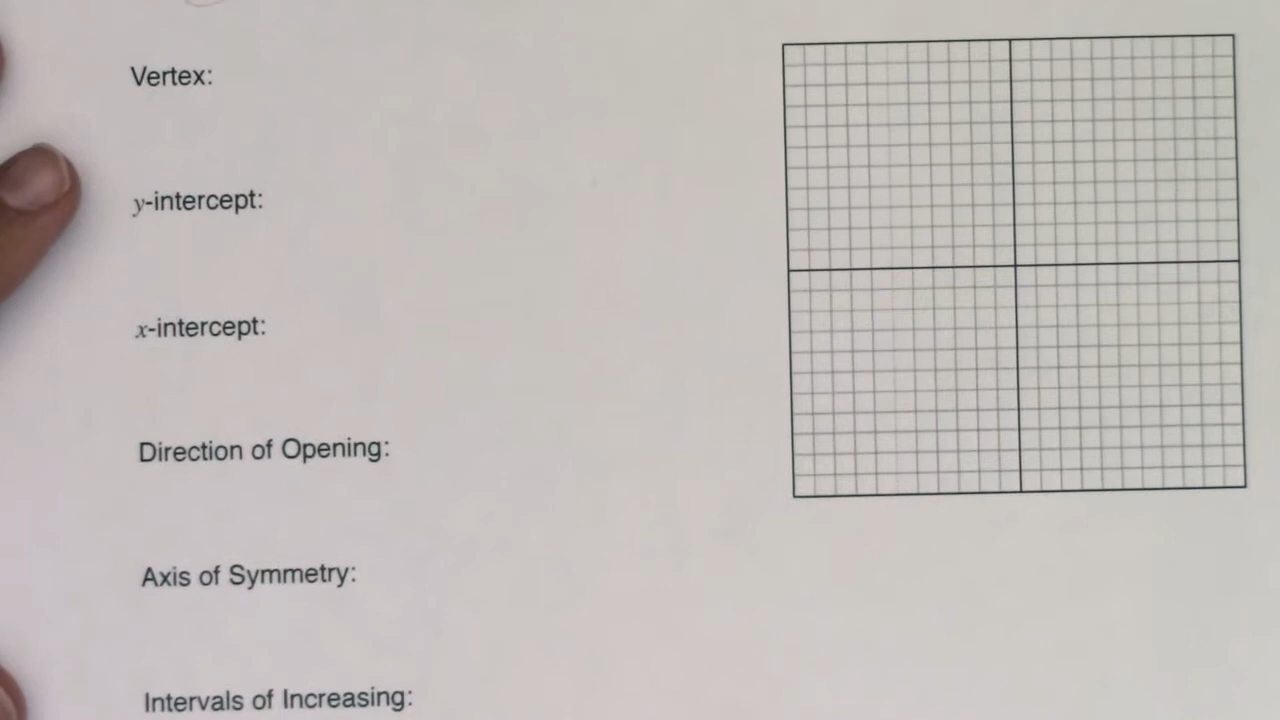 Vertex:
y-intercept:
x-intercept:
Direction of Opening:
Axis of Symmetry:
Intervals of Increasing: